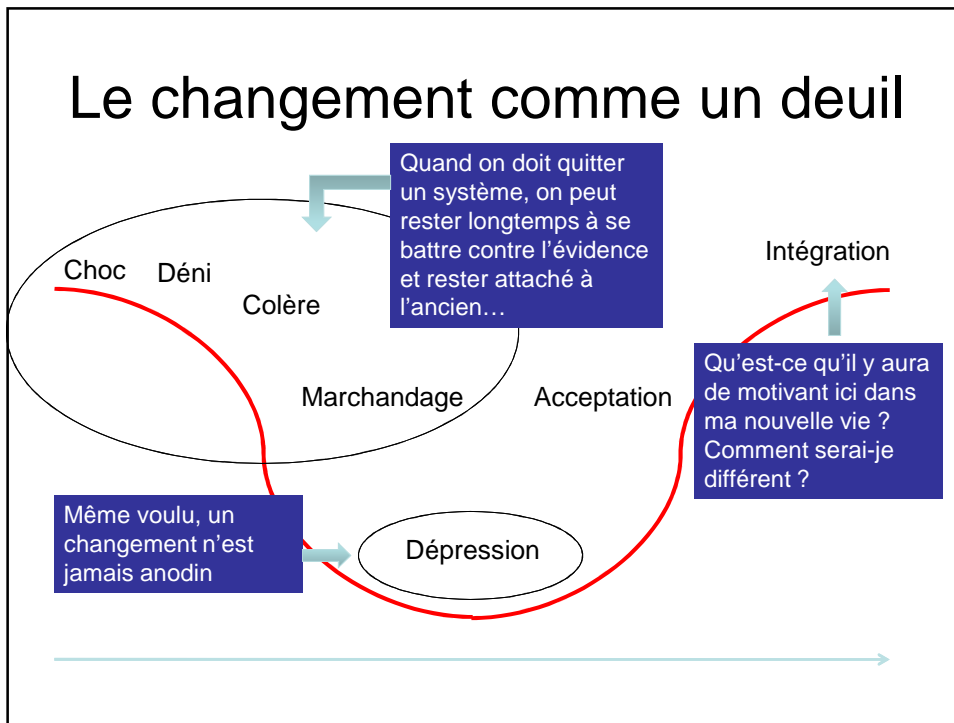 Le changement comme un deuil
Quand on doit quitter
un système, on peut
rester longtemps à se
battre contre l’évidence
et rester attaché à
l’ancien…
Choc
Déni
Colère
Marchandage
Dépression
Acceptation
Intégration
Même voulu, un
changement n’est
jamais anodin
Qu’est-ce qu’il y aura
de motivant ici dans
ma nouvelle vie ?
Comment serai-je
différent ?